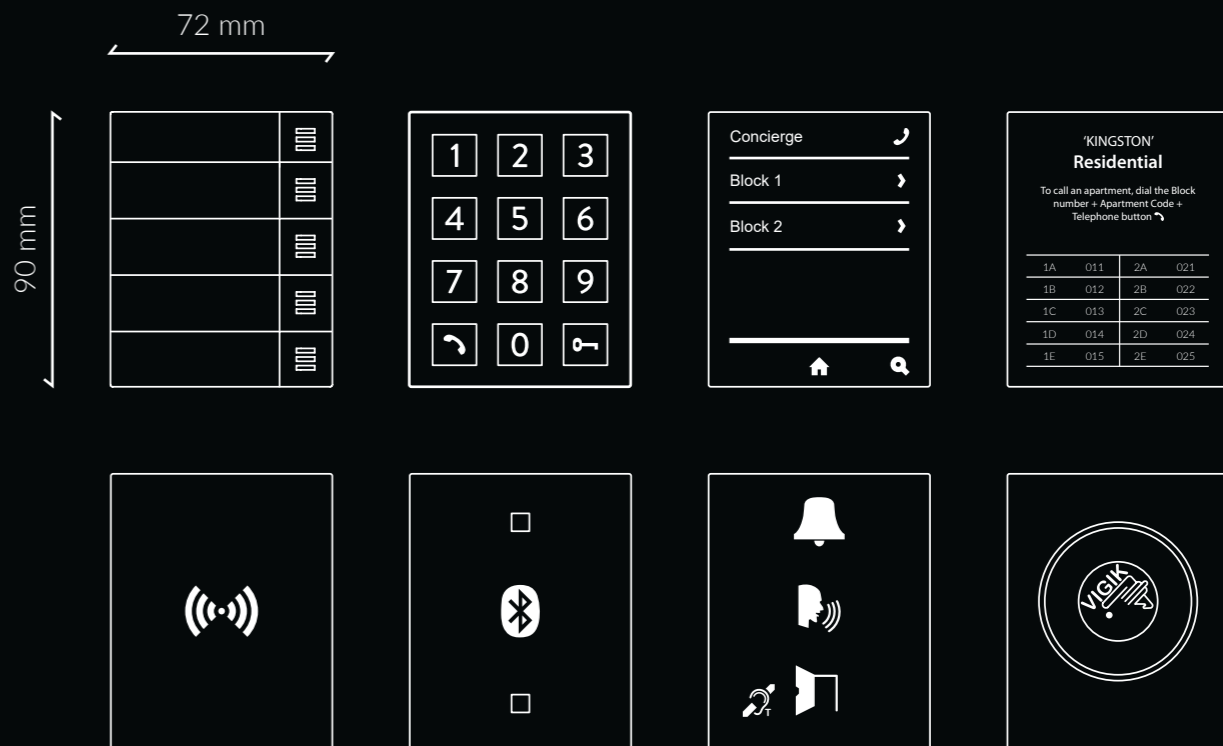 72 mm
90 mm
1 2 3
4 5 6
7 8 9
0
Concierge
Block 1
Block 2
'KINGSTON'
Residential
To call an apartment, dial the Block
number + Apartment Code +
Telephone button
1A 011 2A 021
1B 012 2B 022
1C 013 2C 023
1D 014 2D 024
1E 015 2E 025
T
VIGIK